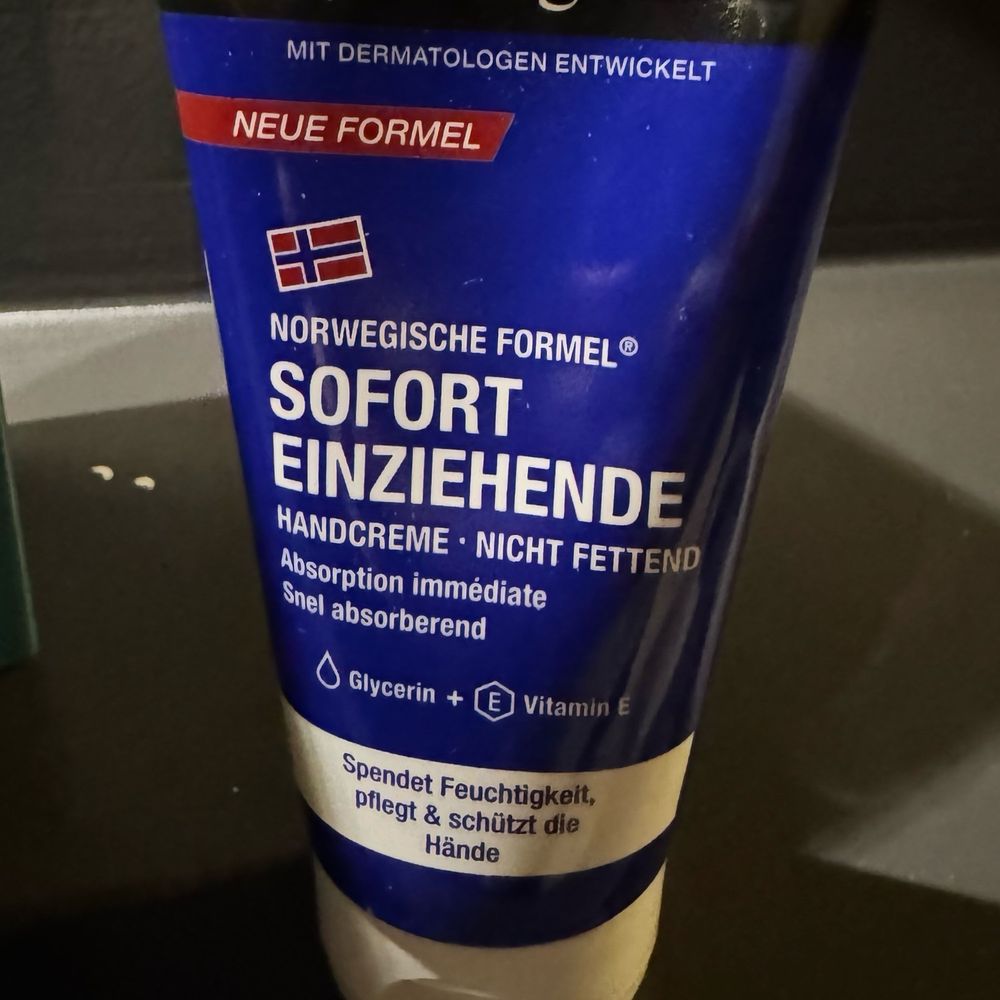 MIT DERMATOLOGEN ENTWICKELT
NEUE FORMEL
NORWEGISCHE FORMEL®
SOFORT
EINZIEHENDE
HANDCREME · NICHT FETTEND
Absorption immédiate
Snel absorberend
Glycerin + E Vitamin E
Spendet Feuchtigkeit,
pflegt & schützt die
Hände